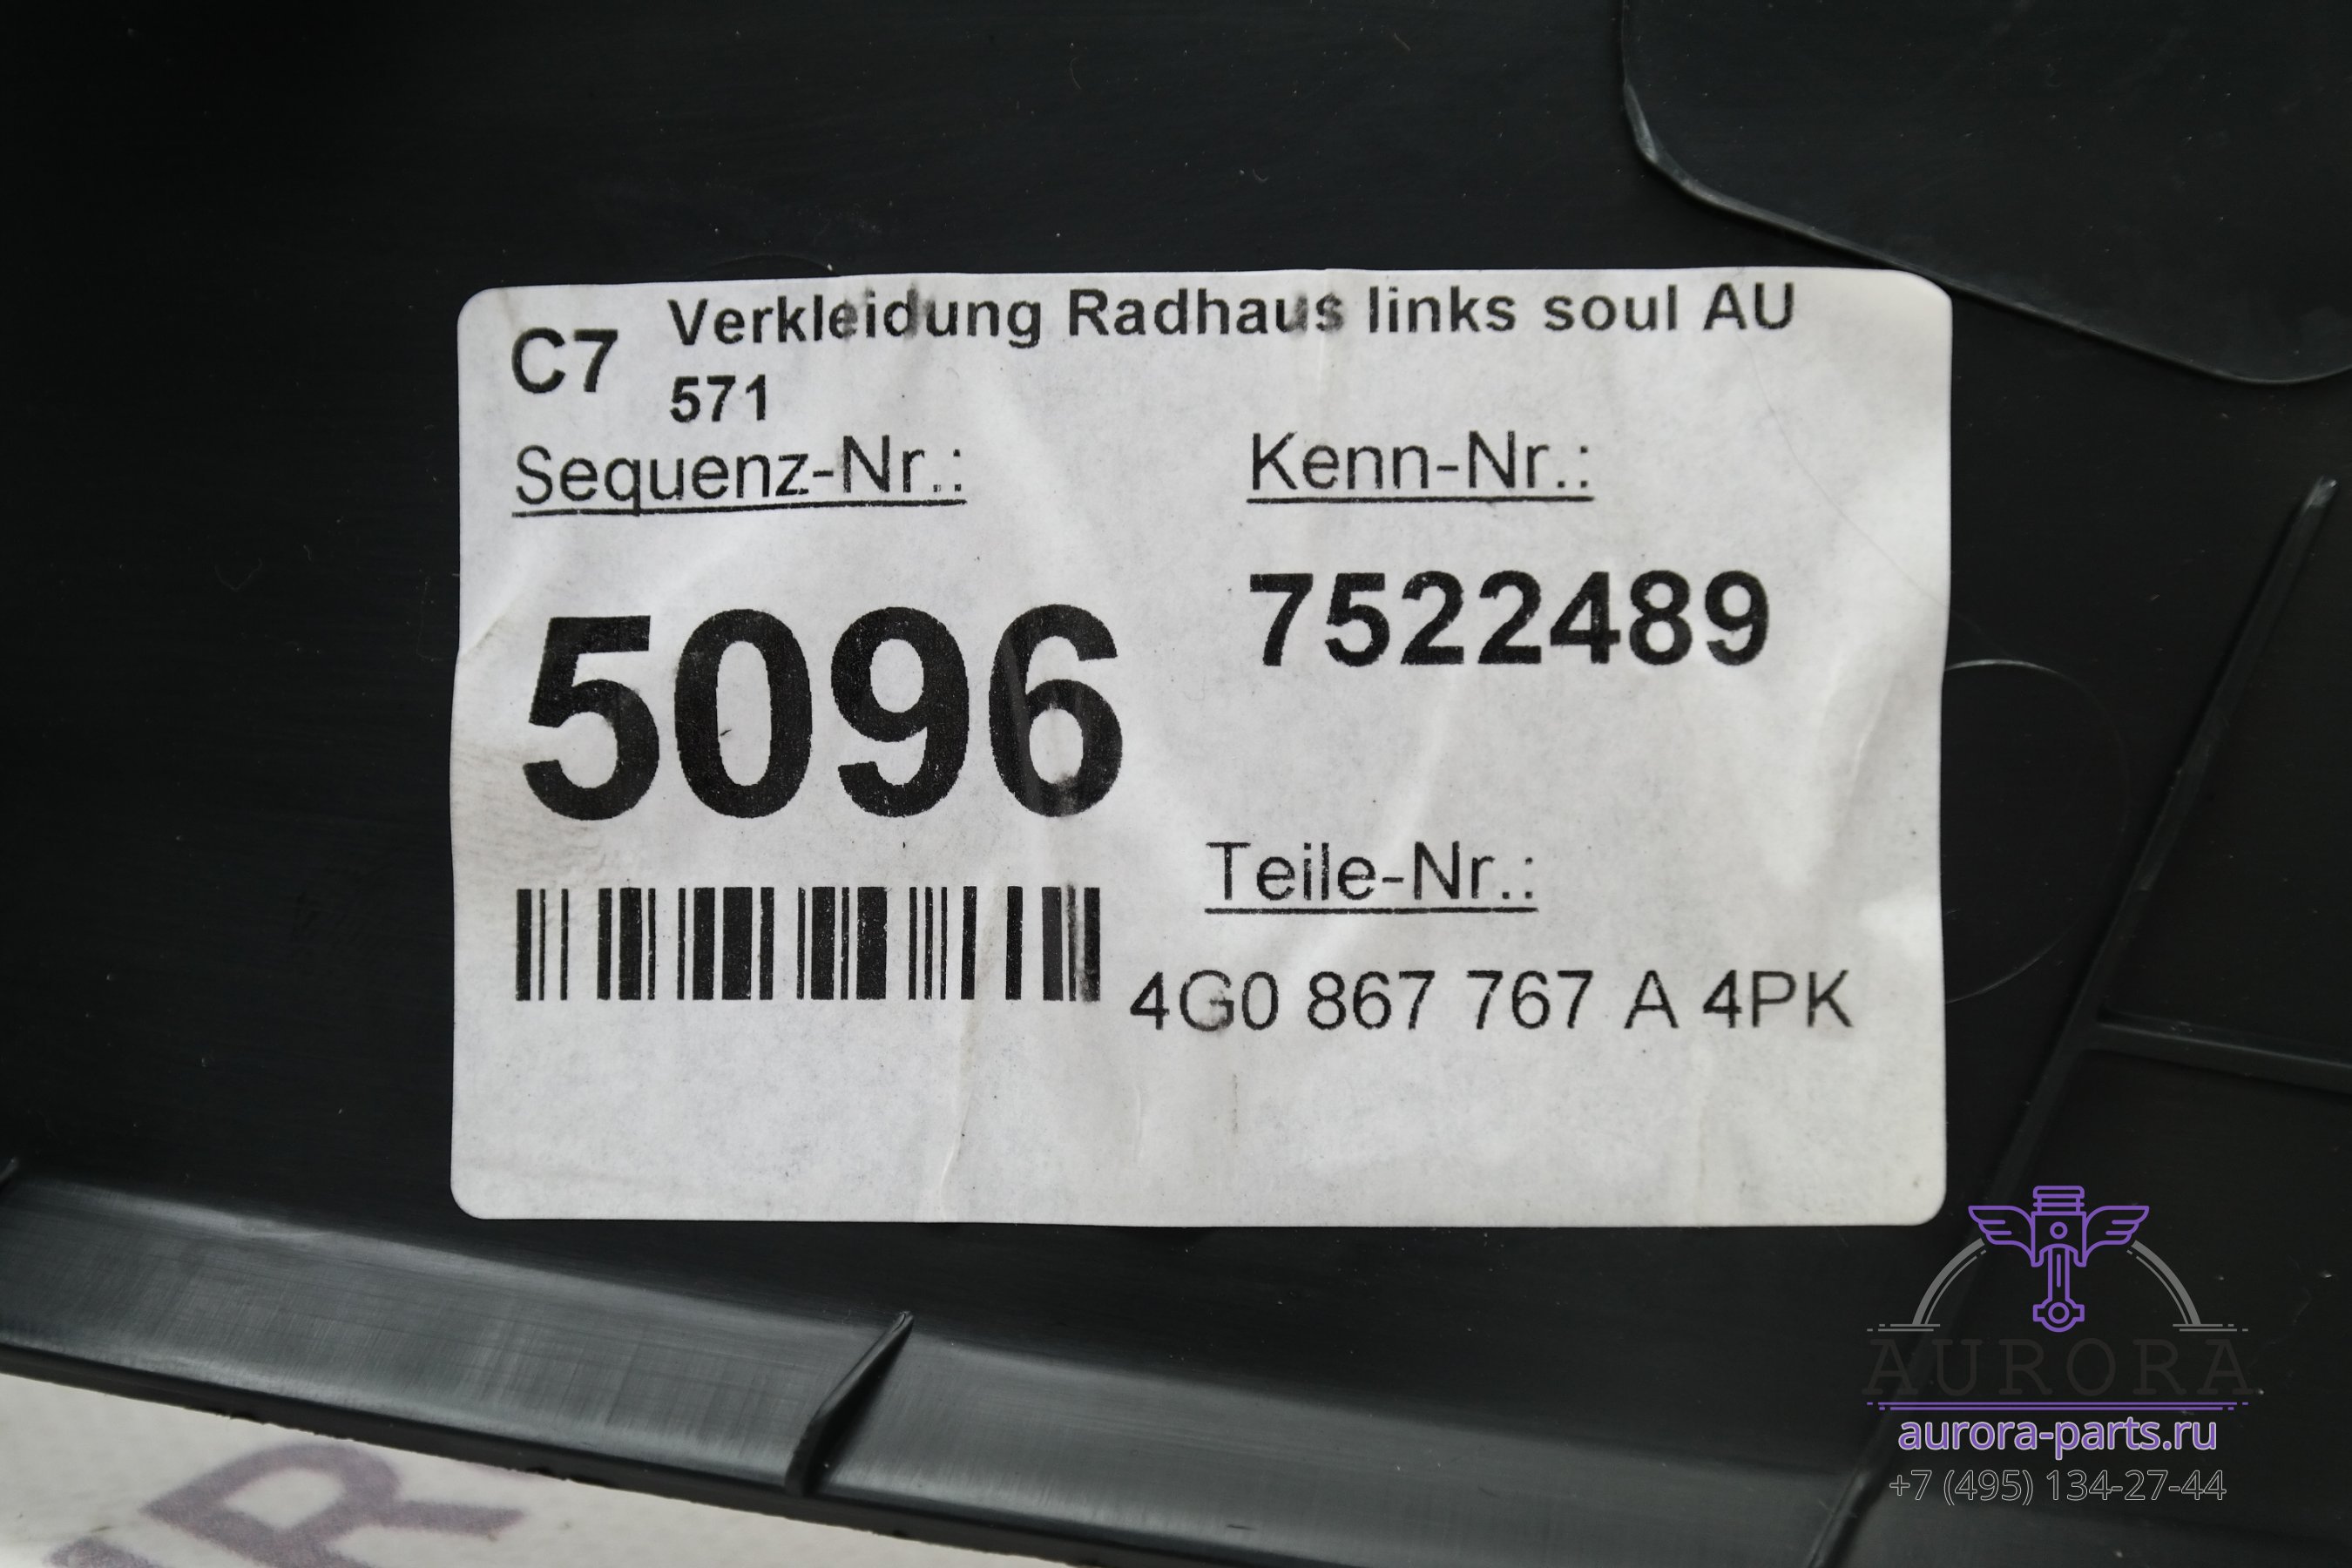 C7 Verkleidung Radhaus links soul AU
571
Sequenz-Nr.: Kenn-Nr.:
5096 7522489
Teile-Nr.:
4G0 867 767 A 4PK
AURORA
aurora-parts.ru
+7 (495) 134-27-44